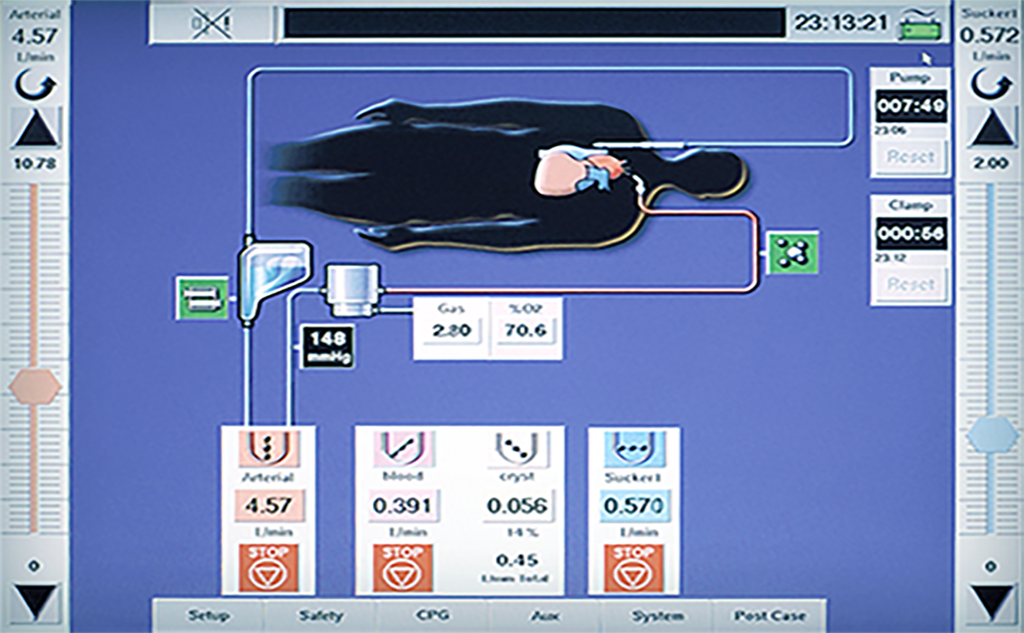 Arterial
4.57
L/min
10.78
0
23:13:21
Sucker1
0.572
L/min
2.00
0
Pump
007:49
23:06
Reset
Clamp
000:56
23:12
Reset
Gas
2.80
%O2
70.6
148
mmHg
Arterial
4.57
L/min
STOP
blood
0.391
L/min
STOP
cryst
0.056
14%
0.45
L/min Total
Sucker1
0.570
L/min
STOP
Setup Safety CPG Aux System Post Case